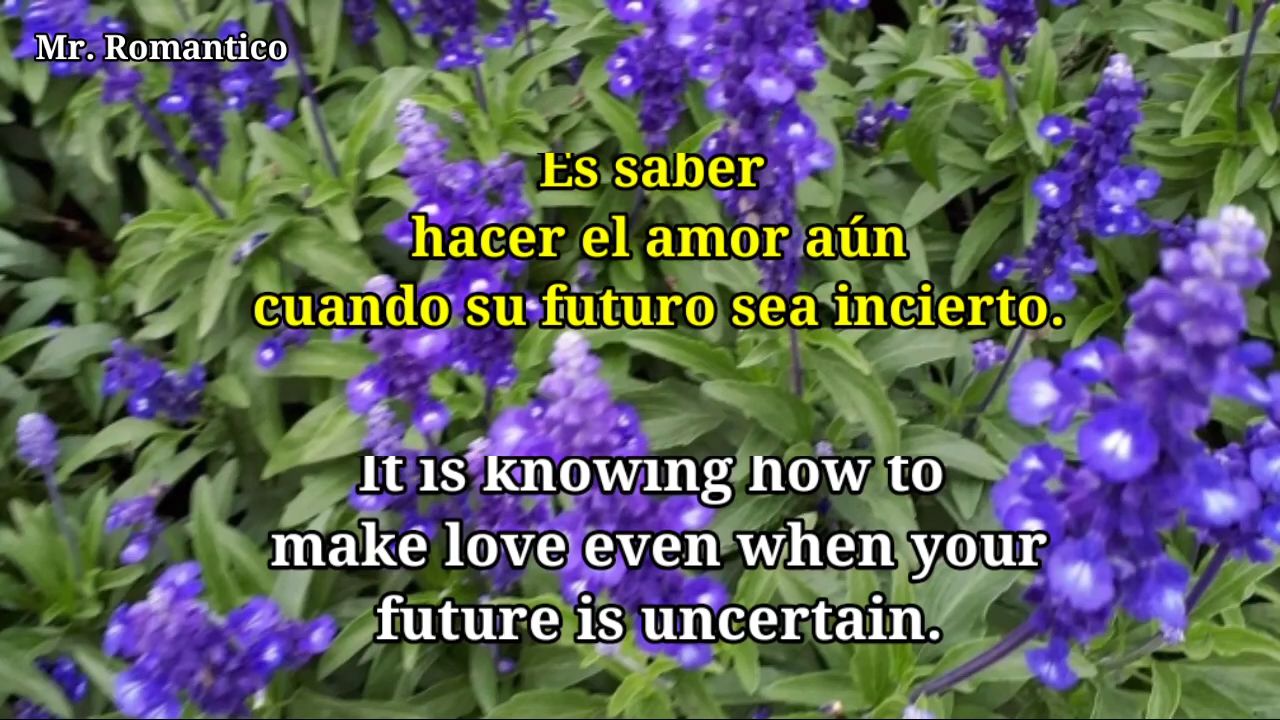 Mr. Romantico
Es saber
hacer el amor aún
cuando su futuro sea incierto.
It is knowing how to
make love even when your
future is uncertain.